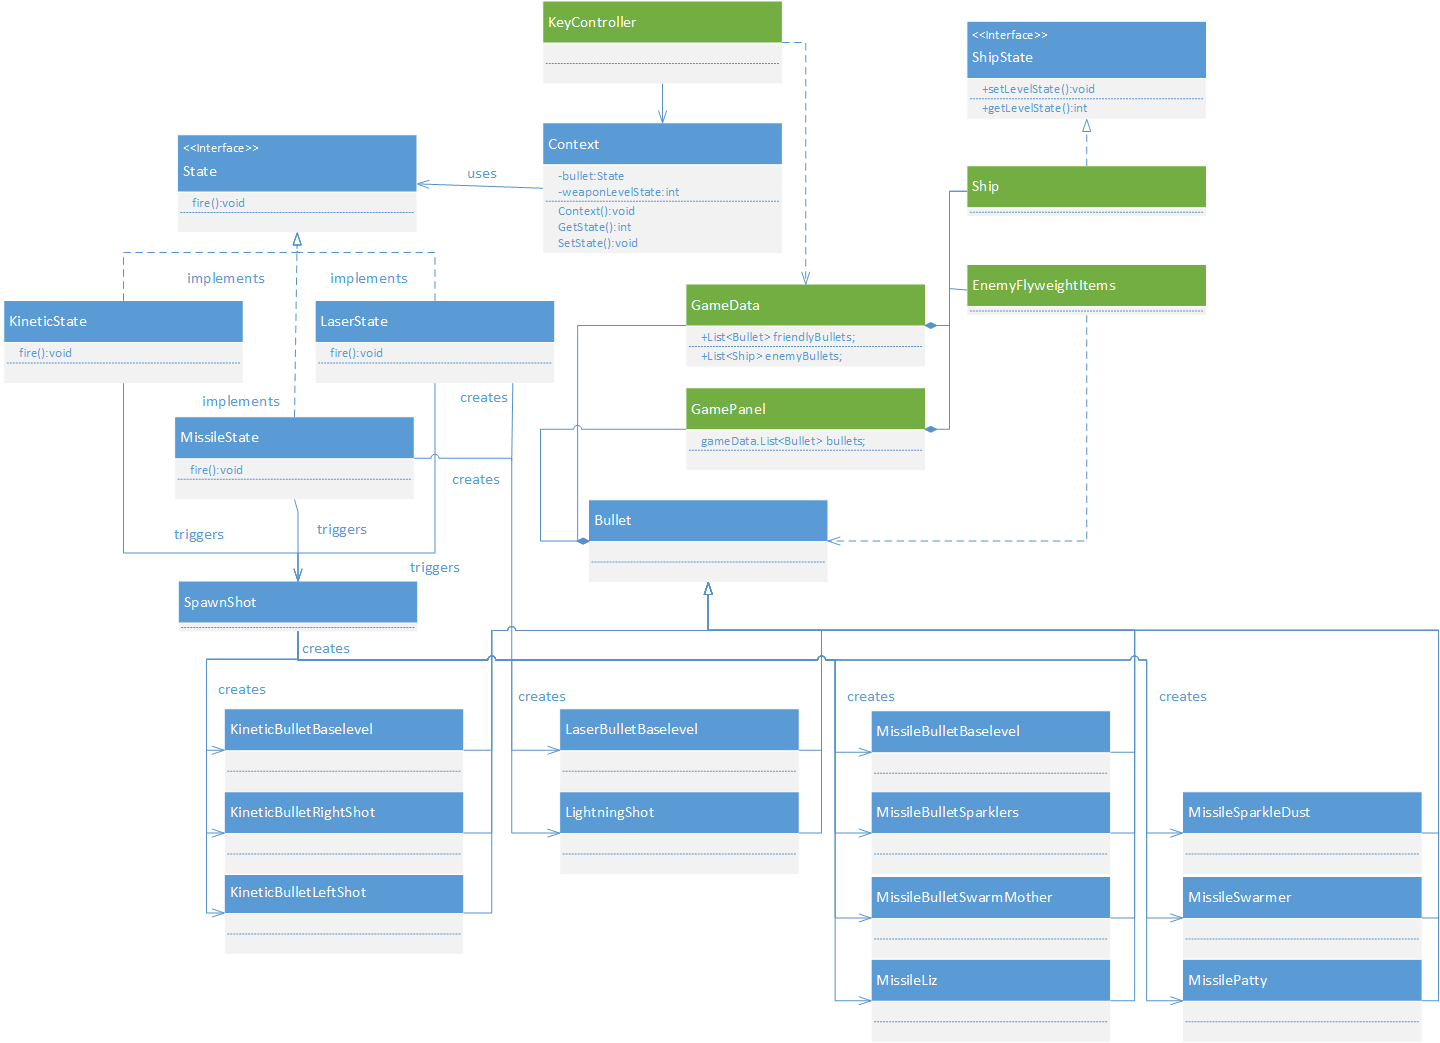 KeyController
<<Interface>>
ShipState
+setLevelState():void
+getLevelState():int
<<Interface>>
State
fire():void
Context
-bullet:State
-weaponLevelState:int
Context():void
GetState():int
SetState():void
uses
Ship
EnemyFlyweightItems
implements
implements
KineticState
fire():void
LaserState
fire():void
GameData
+List<Bullet> friendlyBullets;
+List<Ship> enemyBullets;
implements
creates
MissileState
fire():void
GamePanel
gameData.List<Bullet> bullets;
creates
triggers
triggers
triggers
Bullet
SpawnShot
creates
creates
creates
creates
creates
KineticBulletBaselevel
LaserBulletBaselevel
MissileBulletBaselevel
KineticBulletRightShot
LightningShot
MissileBulletSparklers
MissileSparkleDust
KineticBulletLeftShot
MissileBulletSwarmMother
MissileSwarmer
MissileLiz
MissilePatty